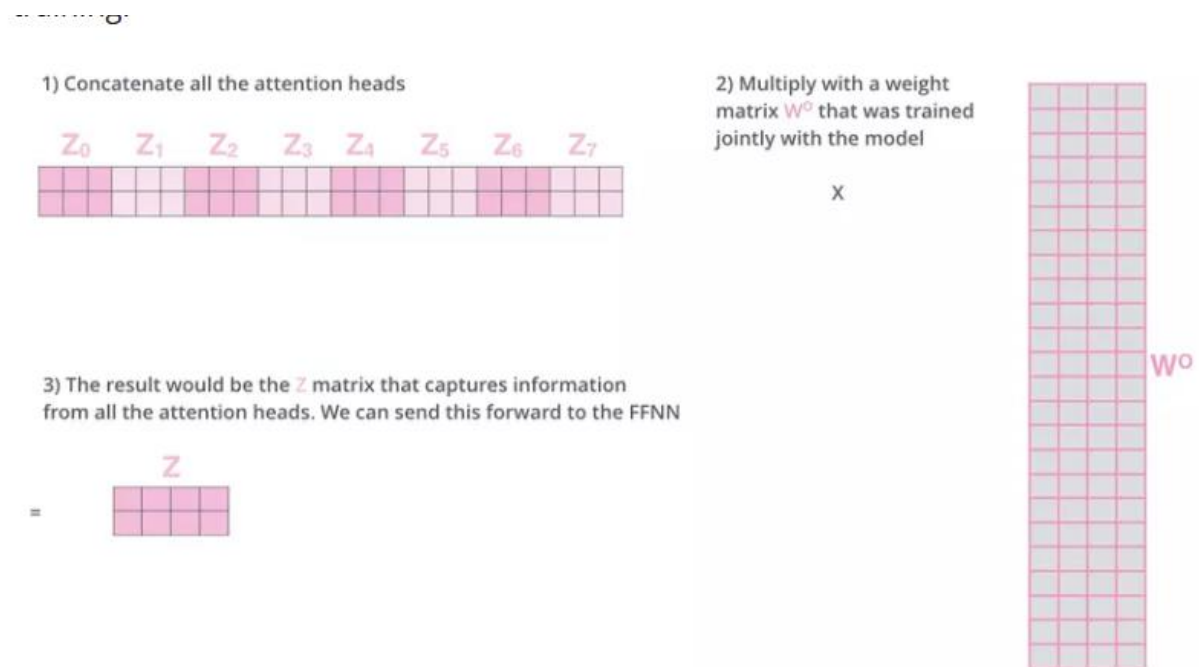 1) Concatenate all the attention heads
Z0 Z1 Z2 Z3 Z4 Z5 Z6 Z7
2) Multiply with a weight
matrix W^O that was trained
jointly with the model
X
W^O
3) The result would be the Z matrix that captures information
from all the attention heads. We can send this forward to the FFNN
Z
=